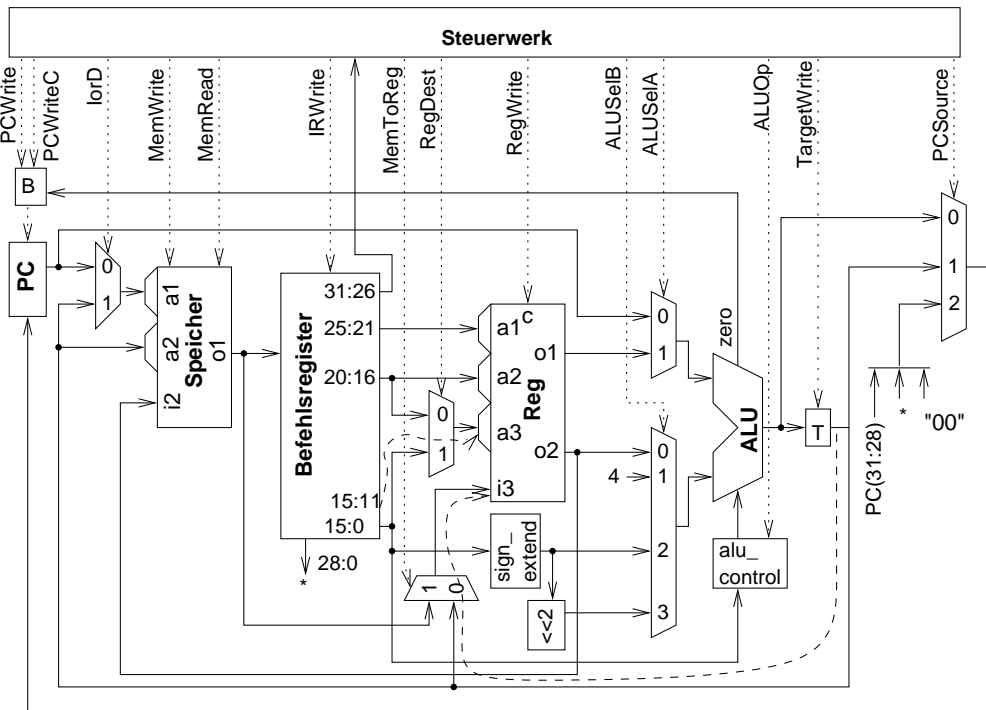 Steuerwerk
PCWrite
PCWriteC
IorD
MemWrite
MemRead
IRWrite
MemToReg
RegDest
RegWrite
ALUSelB
ALUSelA
ALUOp
TargetWrite
PCSource
B
PC
0
1
a1
a2
i2
o1
Speicher
Befehlsregister
31:26
25:21
20:16
15:11
15:0
28:0
*
0
1
a1
c
a2
a3
i3
o1
o2
Reg
1
0
sign_
extend
<<2
0
1
4
0
1
2
3
zero
ALU
alu_
control
T
0
1
2
PC(31:28)
*
"00"